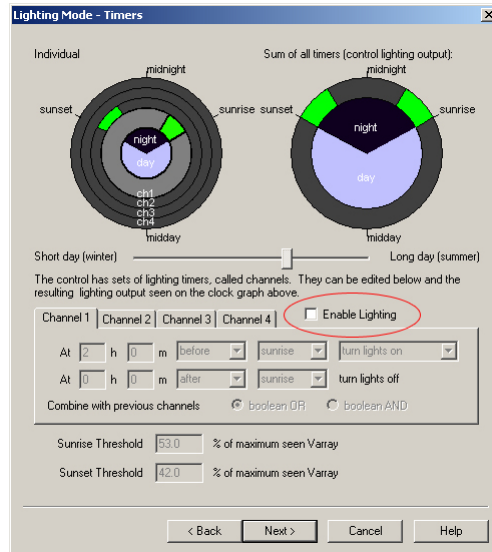 Lighting Mode - Timers
Individual
Sum of all timers (control lighting output):
midnight
midnight
sunset
sunrise
sunset
sunrise
night
night
day
day
ch1
ch2
ch3
ch4
midday
midday
Short day (winter)
Long day (summer)
The control has sets of lighting timers, called channels. They can be edited below and the
resulting lighting output seen on the clock graph above.
Channel 1 Channel 2 Channel 3 Channel 4 Enable Lighting
At 2 h 0 m before sunrise turn lights on
At 0 h 0 m after sunrise turn lights off
Combine with previous channels boolean OR boolean AND
Sunrise Threshold 53.0 % of maximum seen Varray
Sunset Threshold 42.0 % of maximum seen Varray
< Back Next > Cancel Help